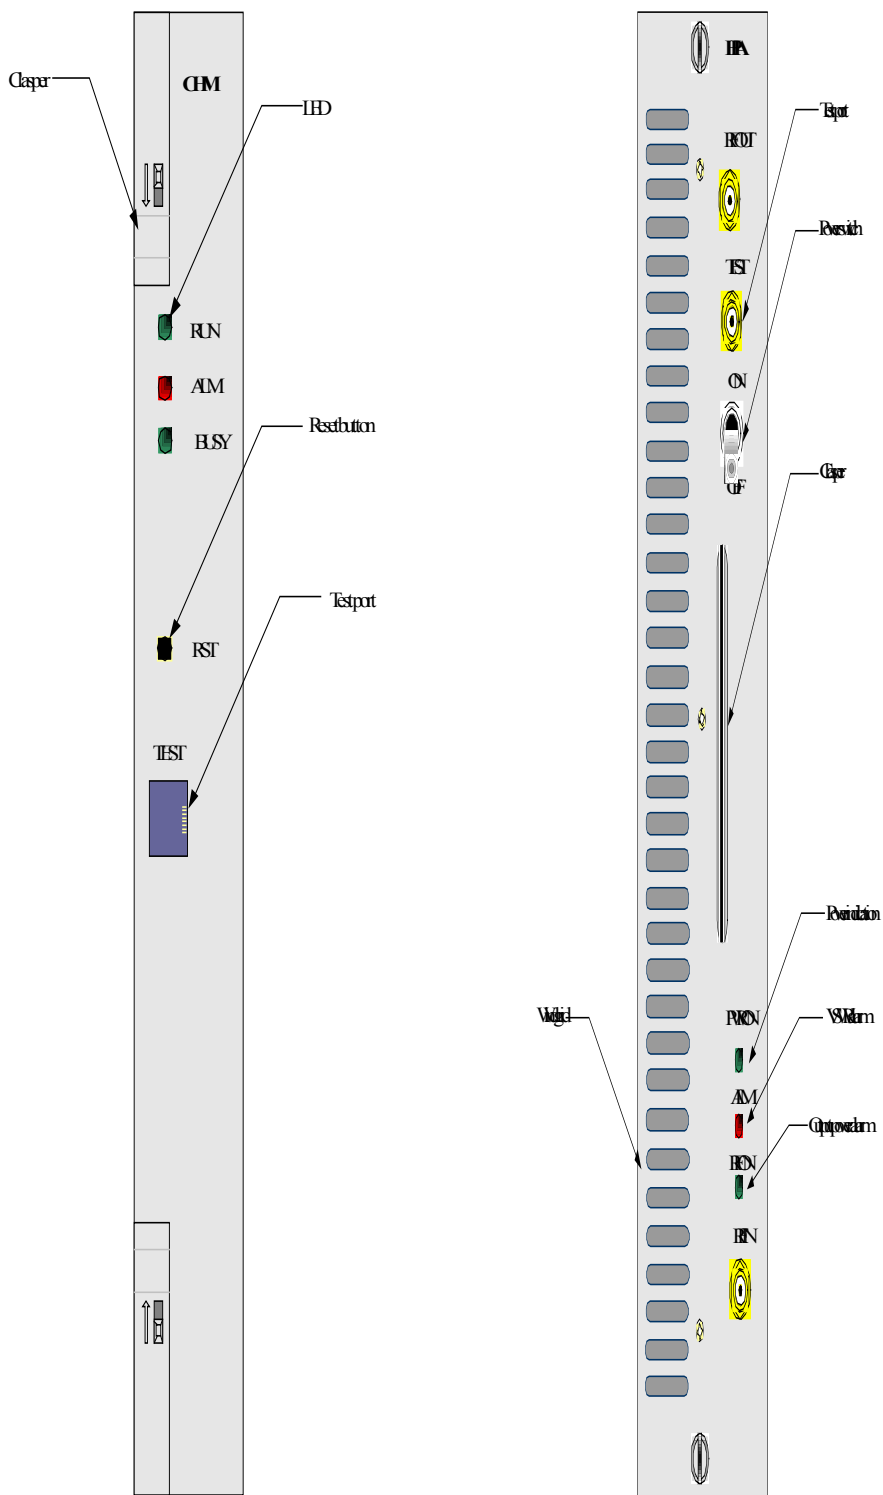 CHM
Clasper
LED
RUN
ALM
BUSY
Reset button
RST
Test port
TEST
HPA
Test port
RFOUT
Power switch
TEST
ON
OFF
Clasper
Power indication
PWRON
VSWR alarm
ALM
Output power alarm
RFON
RFIN